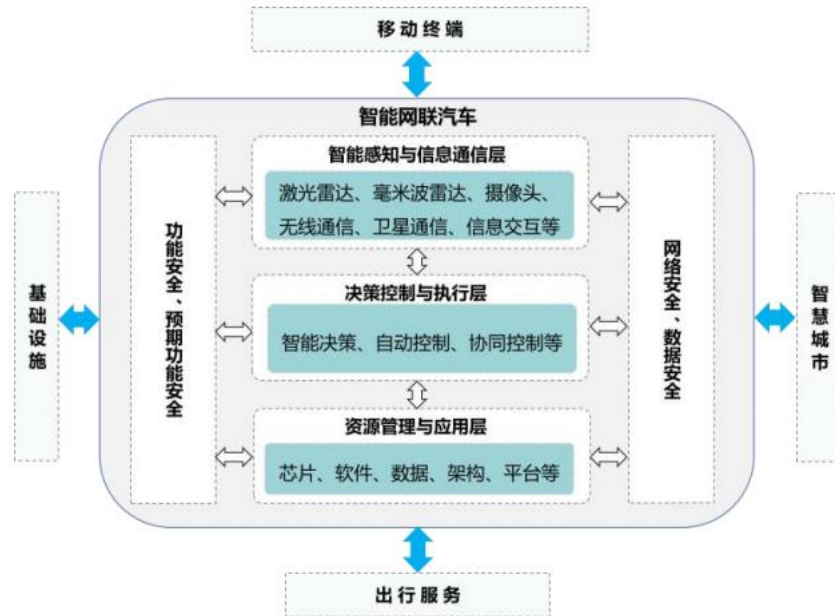 移动终端
智能网联汽车
智能感知与信息通信层
激光雷达、毫米波雷达、摄像头、
无线通信、卫星通信、信息交互等
功能安全、预期功能安全
网络安全、数据安全
基础设施
智慧城市
决策控制与执行层
智能决策、自动控制、协同控制等
资源管理与应用层
芯片、软件、数据、架构、平台等
出行服务